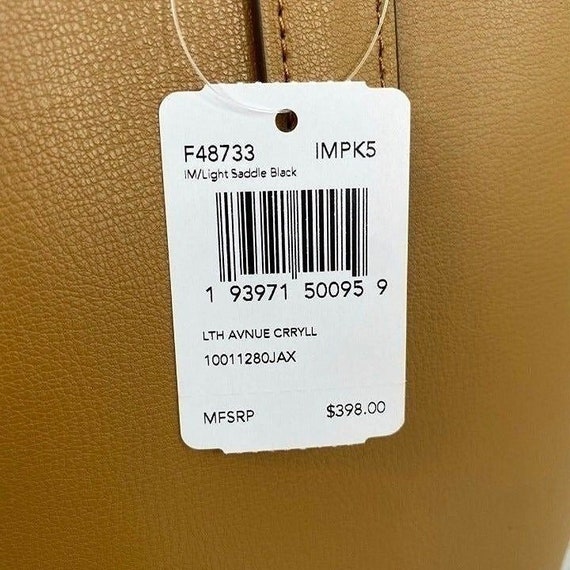 F48733 IMPK5
IM/Light Saddle Black
1 93971 50095 9
LTH AVNUE CRRYLL
10011280JAX
MFSRP $398.00